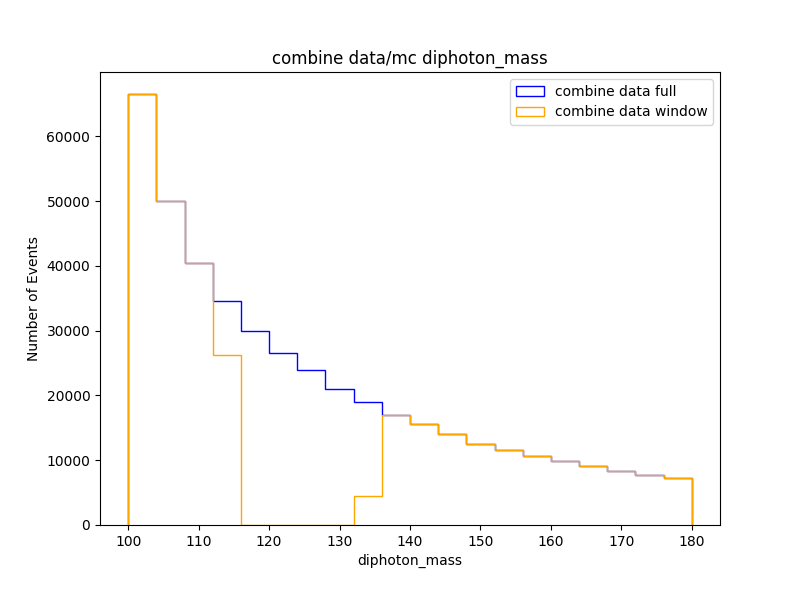 combine data/mc diphoton_mass
combine data full
combine data window
Number of Events
60000
50000
40000
30000
20000
10000
0
100 110 120 130 140 150 160 170 180
diphoton_mass